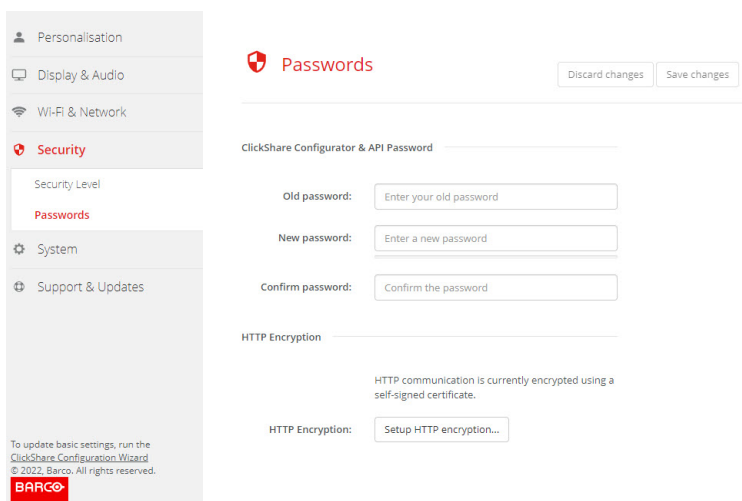 Personalisation
Display & Audio
Wi-Fi & Network
Security
Security Level
Passwords
System
Support & Updates
To update basic settings, run the
ClickShare Configuration Wizard
© 2022, Barco. All rights reserved.
BARCO
Passwords
Discard changes
Save changes
ClickShare Configurator & API Password
Old password:
Enter your old password
New password:
Enter a new password
Confirm password:
Confirm the password
HTTP Encryption
HTTP communication is currently encrypted using a
self-signed certificate.
HTTP Encryption:
Setup HTTP encryption...